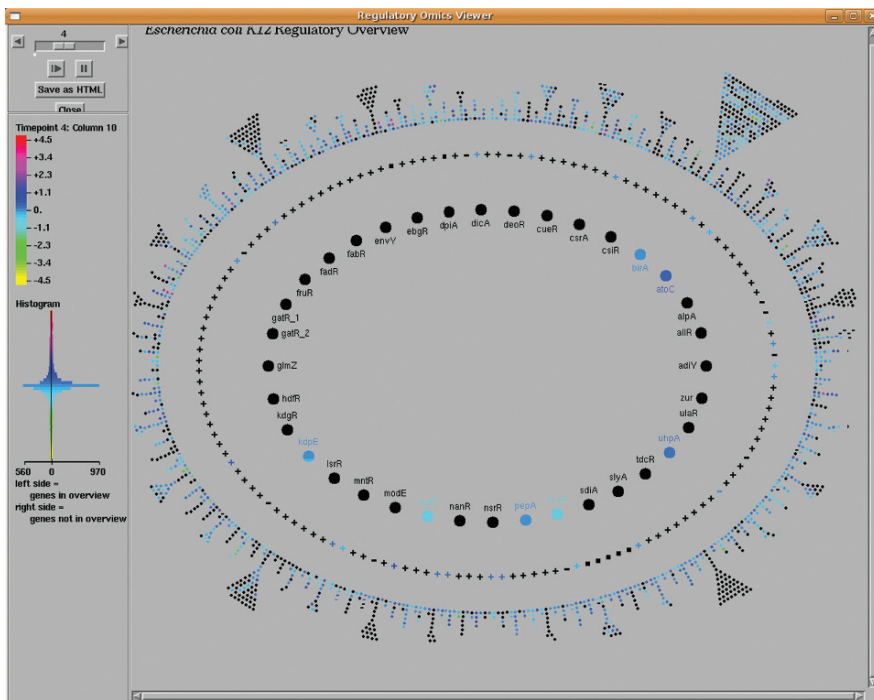 Regulatory Omics Viewer
4
Save as HTML
Close
Escherichia coli K12 Regulatory Overview
Timepoint 4: Column 10
+4.5
+3.4
+2.3
+1.1
0.
-1.1
-2.3
-3.4
-4.5
Histogram
560 0 970
left side =
genes in overview
right side =
genes not in overview
dicA
deoR
cueR
csrA
csiR
birA
atoC
alpA
allR
adiY
zur
ulaR
uhpA
tdcR
slyA
sdiA
pepA
nsrR
nanR
modE
mntR
lsrR
kdpE
kdgR
hdfR
glmZ
gatR_2
gatR_1
fruR
fadR
fabR
envY
ebgR
dpiA